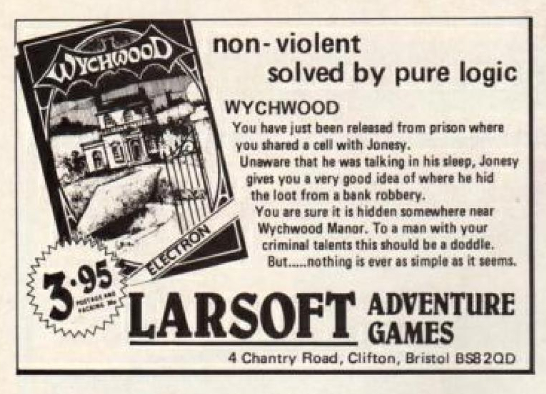 WYCHWOOD
ELECTRON
3.95
POSTAGE AND
PACKING
non-violent
solved by pure logic
WYCHWOOD
You have just been released from prison where
you shared a cell with Jonesy.
Unaware that he was talking in his sleep, Jonesy
gives you a very good idea of where he hid
the loot from a bank robbery.
You are sure it is hidden somewhere near
Wychwood Manor. To a man with your
criminal talents this should be a doddle.
But.....nothing is ever as simple as it seems.
LARSOFT ADVENTURE
GAMES
4 Chantry Road, Clifton, Bristol BS8 2QD